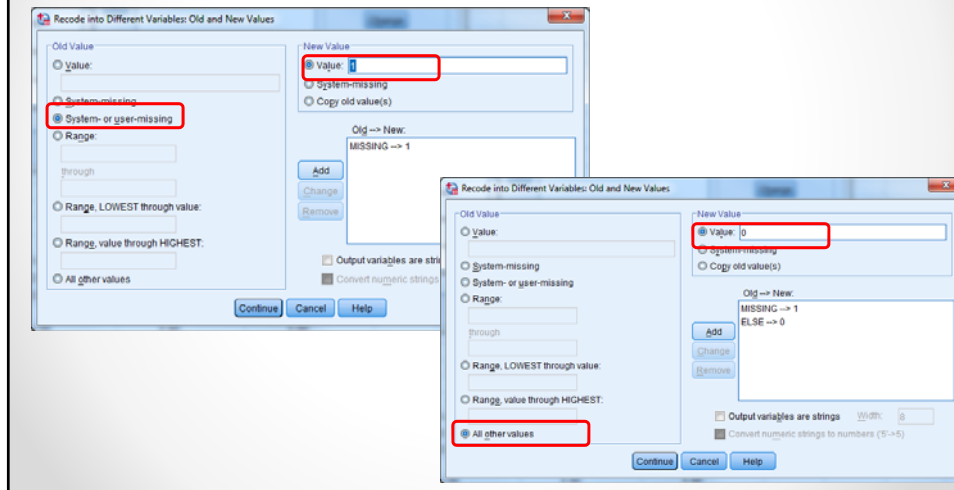 Recode into Different Variables: Old and New Values
Old Value
Value:
System-missing
System- or user-missing
Range:
through
Range, LOWEST through value:
Range, value through HIGHEST:
All other values
New Value
Value: 1
System-missing
Copy old value(s)
Old --> New:
MISSING --> 1
Add
Change
Remove
Output variables are
Convert numeric strings
Continue Cancel Help
Recode into Different Variables: Old and New Values
Old Value
Value:
System-missing
System- or user-missing
Range:
through
Range, LOWEST through value:
Range, value through HIGHEST:
All other values
New Value
Value: 0
System-missing
Copy old value(s)
Old --> New:
MISSING --> 1
ELSE --> 0
Add
Change
Remove
Output variables are strings Width: 8
Convert numeric strings to numbers ('5'->5)
Continue Cancel Help